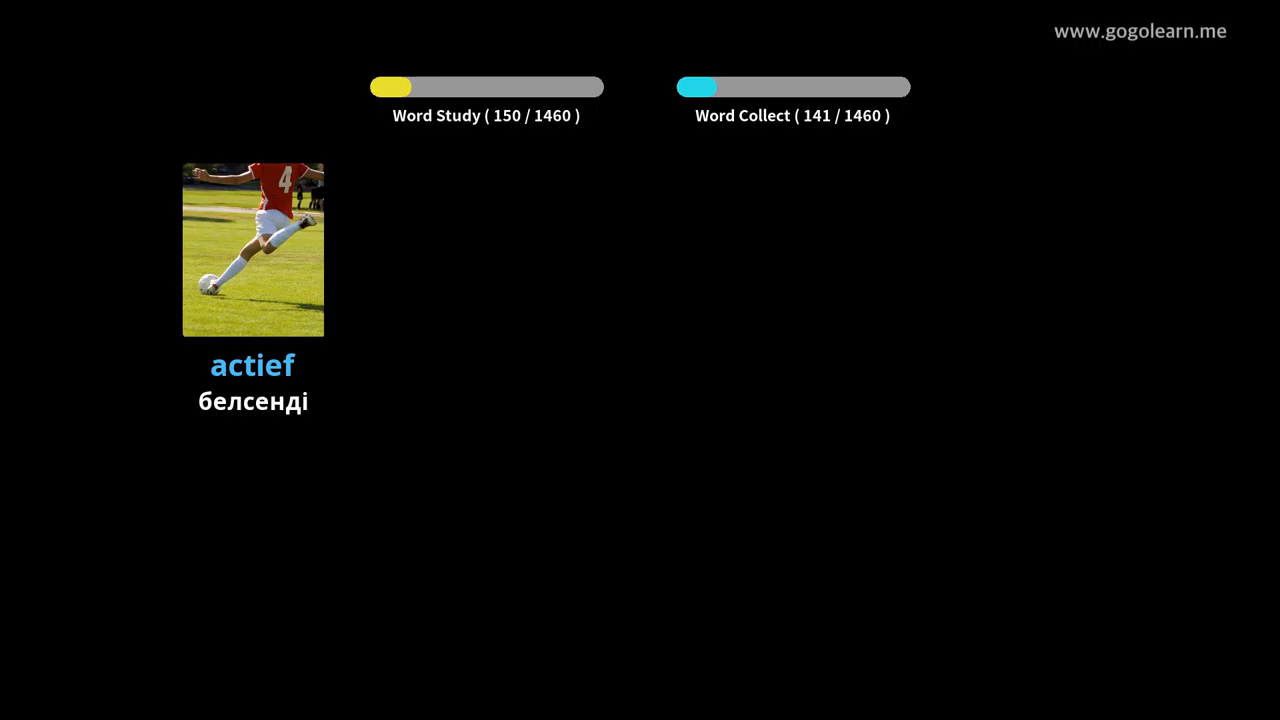 www.gogolearn.me
Word Study ( 150 / 1460 )
Word Collect ( 141 / 1460 )
4
actief
белсенді